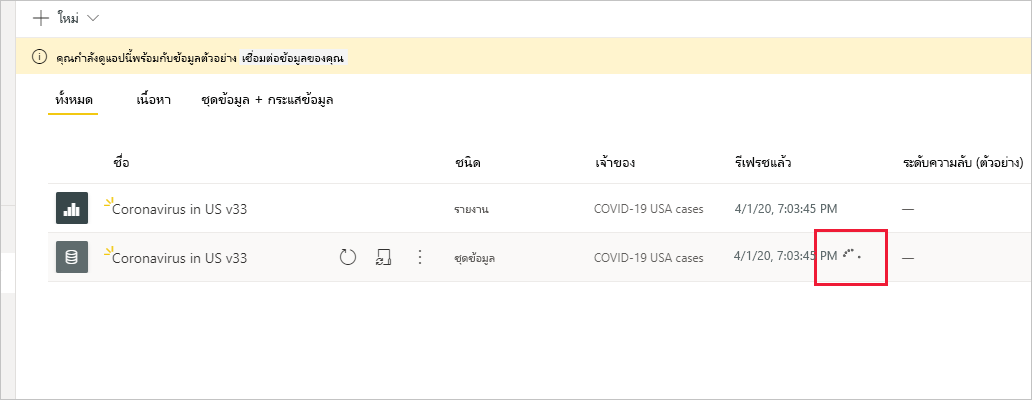 ใหม่
คุณกำลังดูแอปนี้พร้อมกับข้อมูลตัวอย่าง เชื่อมต่อข้อมูลของคุณ
ทั้งหมด เนื้อหา ชุดข้อมูล + กระแสข้อมูล
ชื่อ ชนิด เจ้าของ รีเฟรชแล้ว ระดับความลับ (ตัวอย่าง)
Coronavirus in US v33 รายงาน COVID-19 USA cases 4/1/20, 7:03:45 PM —
Coronavirus in US v33 ชุดข้อมูล COVID-19 USA cases 4/1/20, 7:03:45 PM —